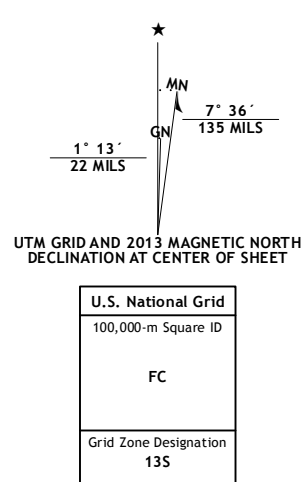 ★
MN
GN
7° 36´
135 MILS
1° 13´
22 MILS
UTM GRID AND 2013 MAGNETIC NORTH
DECLINATION AT CENTER OF SHEET
U.S. National Grid
100,000-m Square ID
FC
Grid Zone Designation
13S